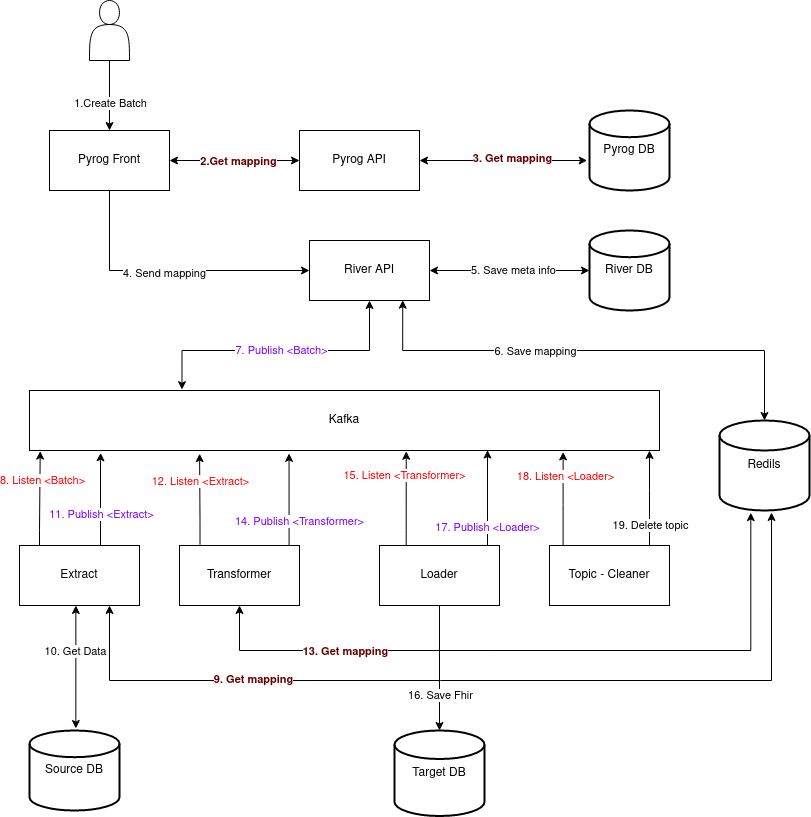 1.Create Batch
Pyrog Front
2.Get mapping
Pyrog API
3. Get mapping
Pyrog DB
4. Send mapping
River API
5. Save meta info
River DB
7. Publish <Batch>
6. Save mapping
Kafka
Redils
8. Listen <Batch>
12. Listen <Extract>
15. Listen <Transformer>
18. Listen <Loader>
11. Publish <Extract>
14. Publish <Transformer>
17. Publish <Loader>
19. Delete topic
Extract
Transformer
Loader
Topic - Cleaner
10. Get Data
13. Get mapping
9. Get mapping
16. Save Fhir
Source DB
Target DB